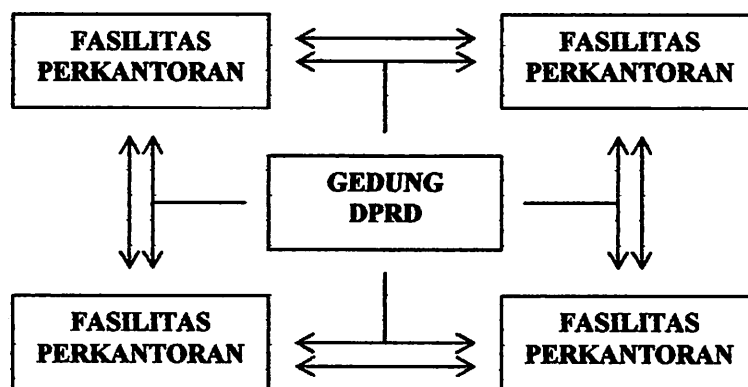 FASILITAS
PERKANTORAN
FASILITAS
PERKANTORAN
GEDUNG
DPRD
FASILITAS
PERKANTORAN
FASILITAS
PERKANTORAN